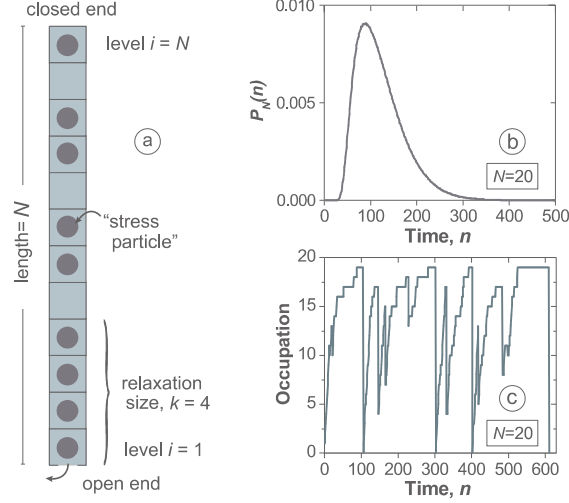 closed end
level i = N
a
length= N
"stress
particle"
relaxation
size, k = 4
level i = 1
open end
0.010
0.005
0.000
P_N(n)
b
N=20
0 100 200 300 400 500
Time, n
20
15
10
5
0
Occupation
c
N=20
0 100 200 300 400 500 600
Time, n